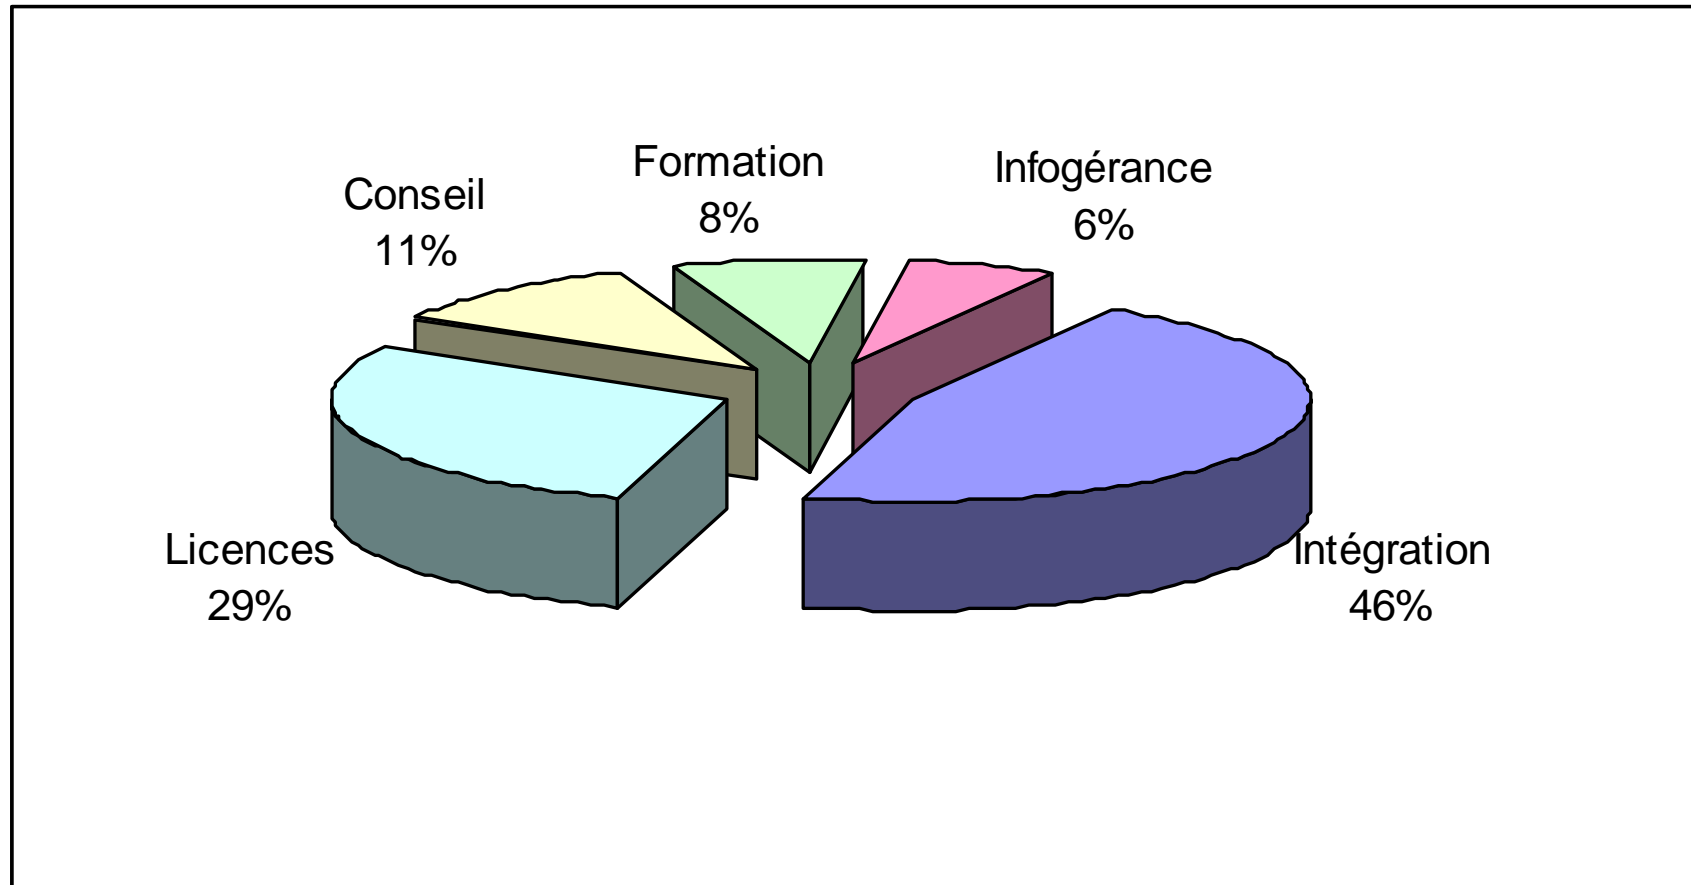 Formation
8%
Infogérance
6%
Conseil
11%
Licences
29%
Intégration
46%